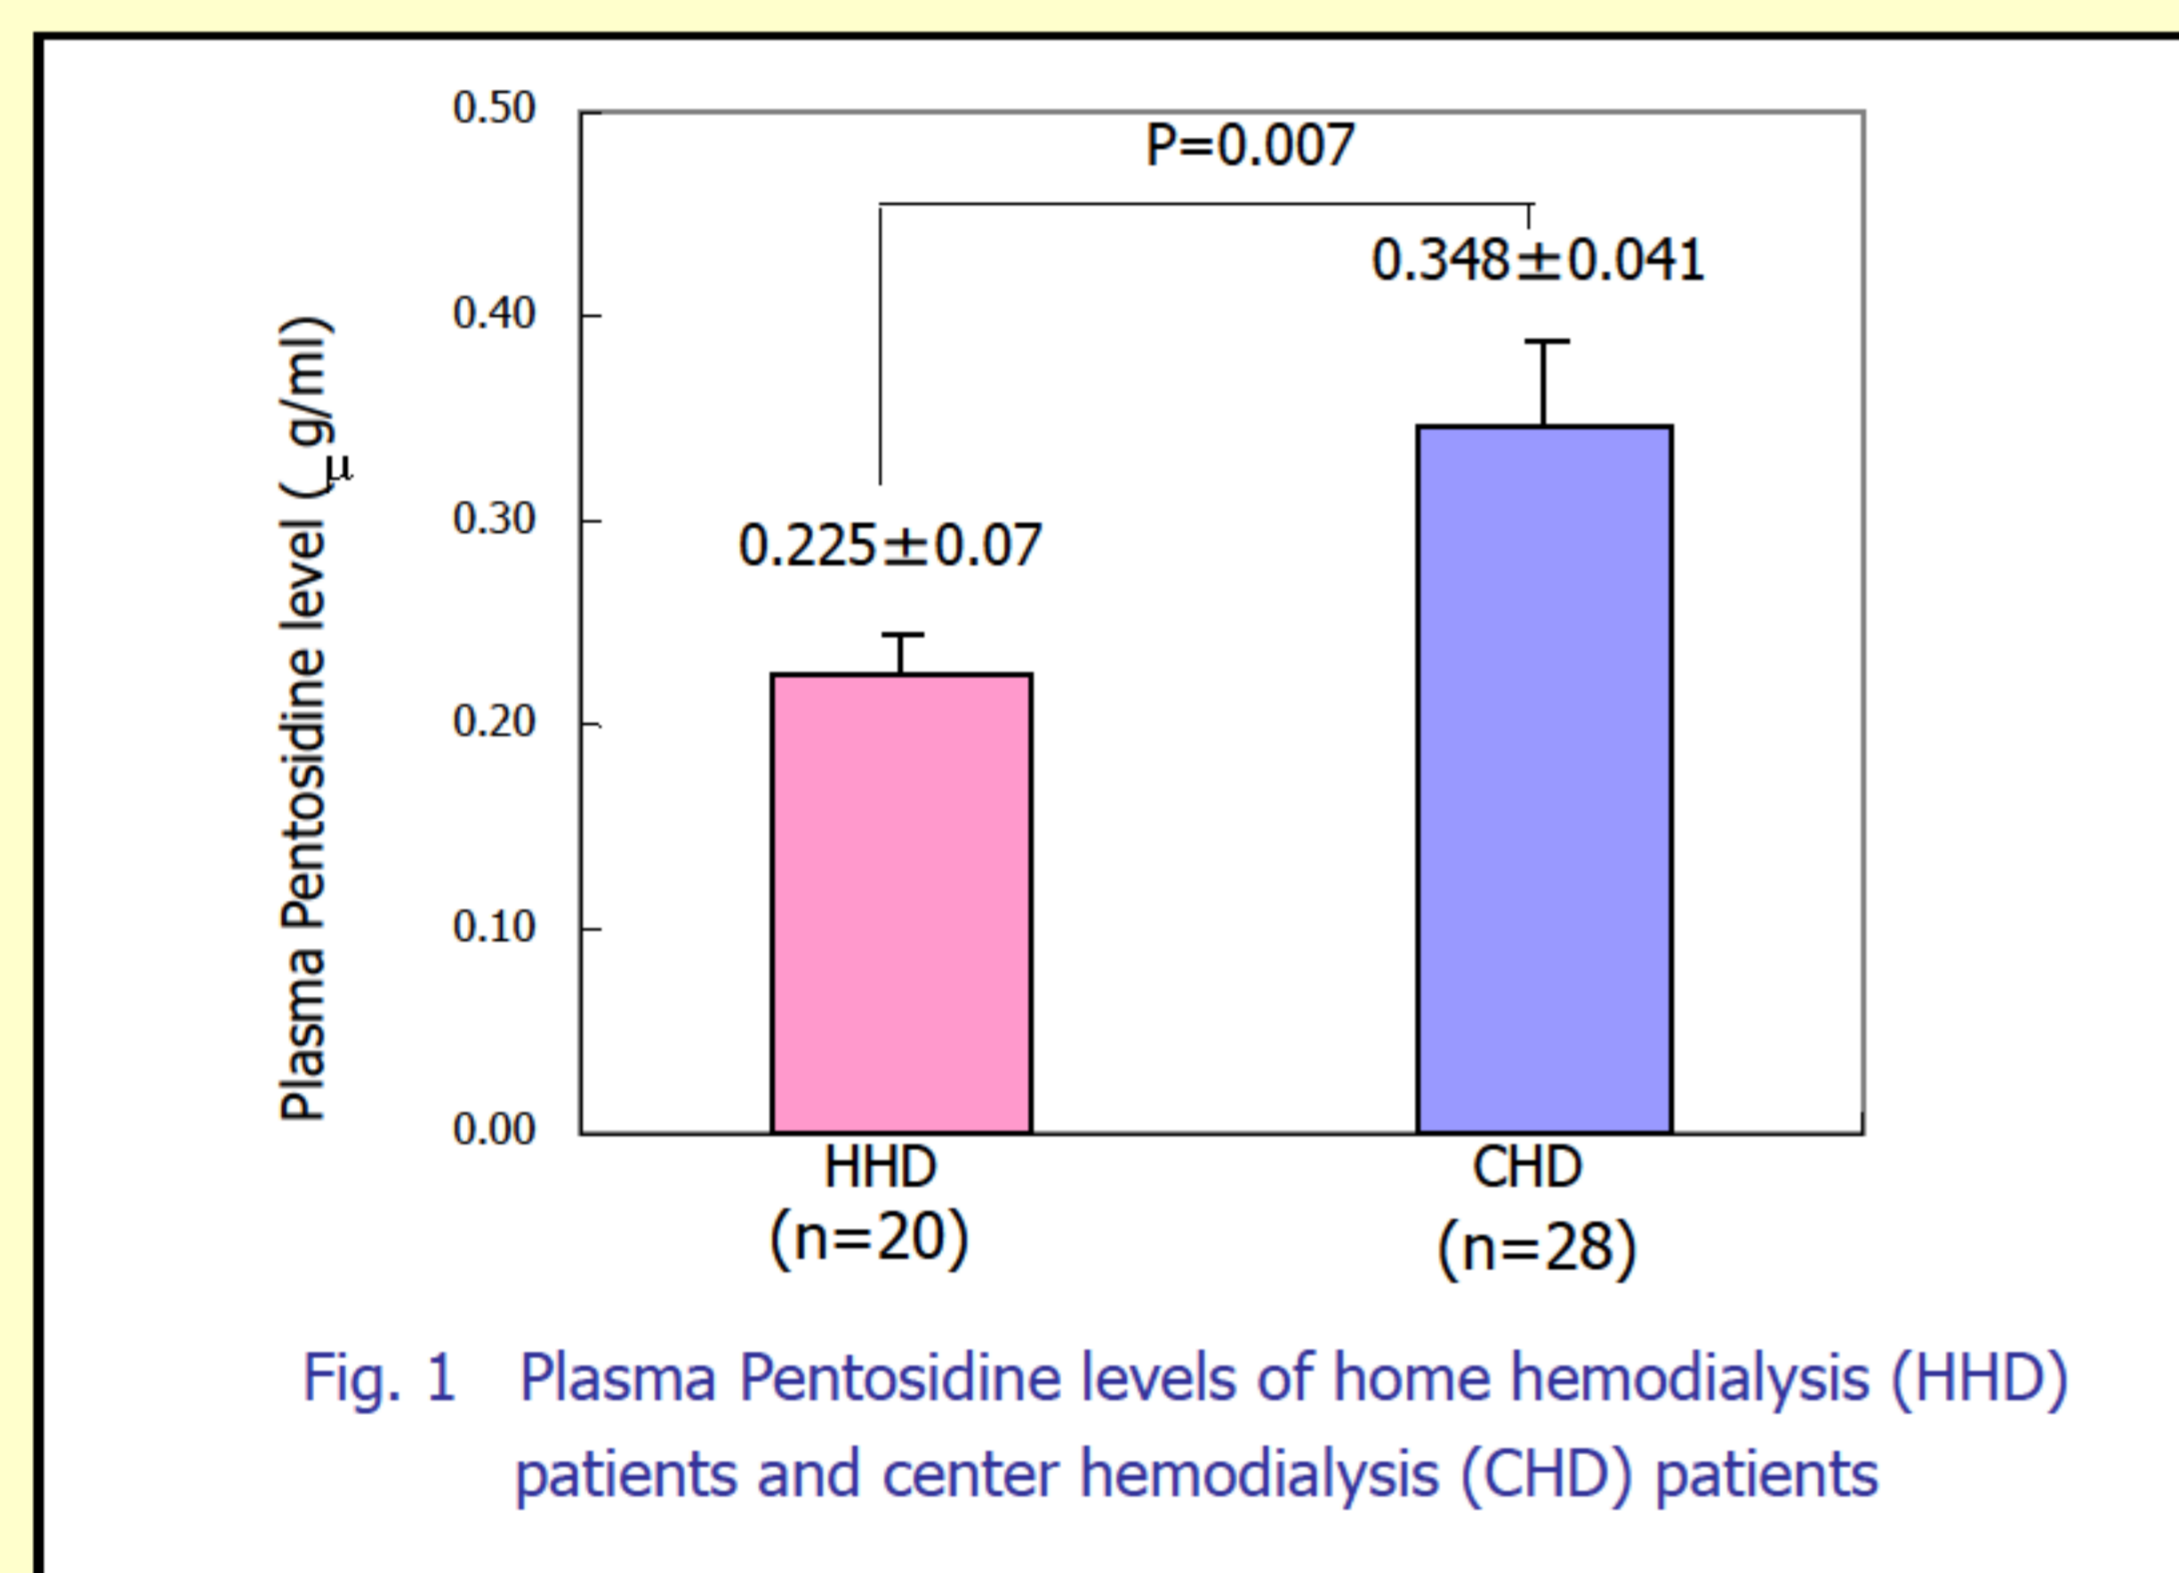 0.50
P=0.007
0.348±0.041
0.40
0.30
0.225±0.07
0.20
0.10
0.00
Plasma Pentosidine level (_g/ml)
μ
HHD
CHD
(n=20)
(n=28)
Fig. 1 Plasma Pentosidine levels of home hemodialysis (HHD)
patients and center hemodialysis (CHD) patients